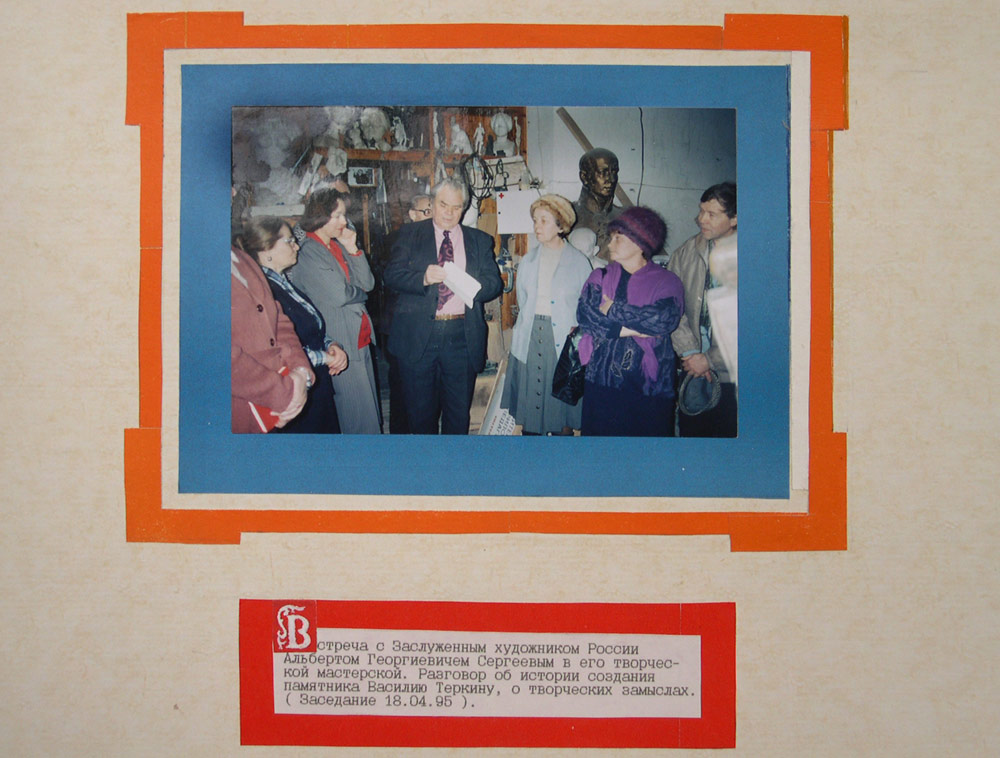 Встреча с Заслуженным художником России
Альбертом Георгиевичем Сергеевым в его творчес-
кой мастерской. Разговор об истории создания
памятника Василию Теркину, о творческих замыслах.
( Заседание 18.04.95 ).